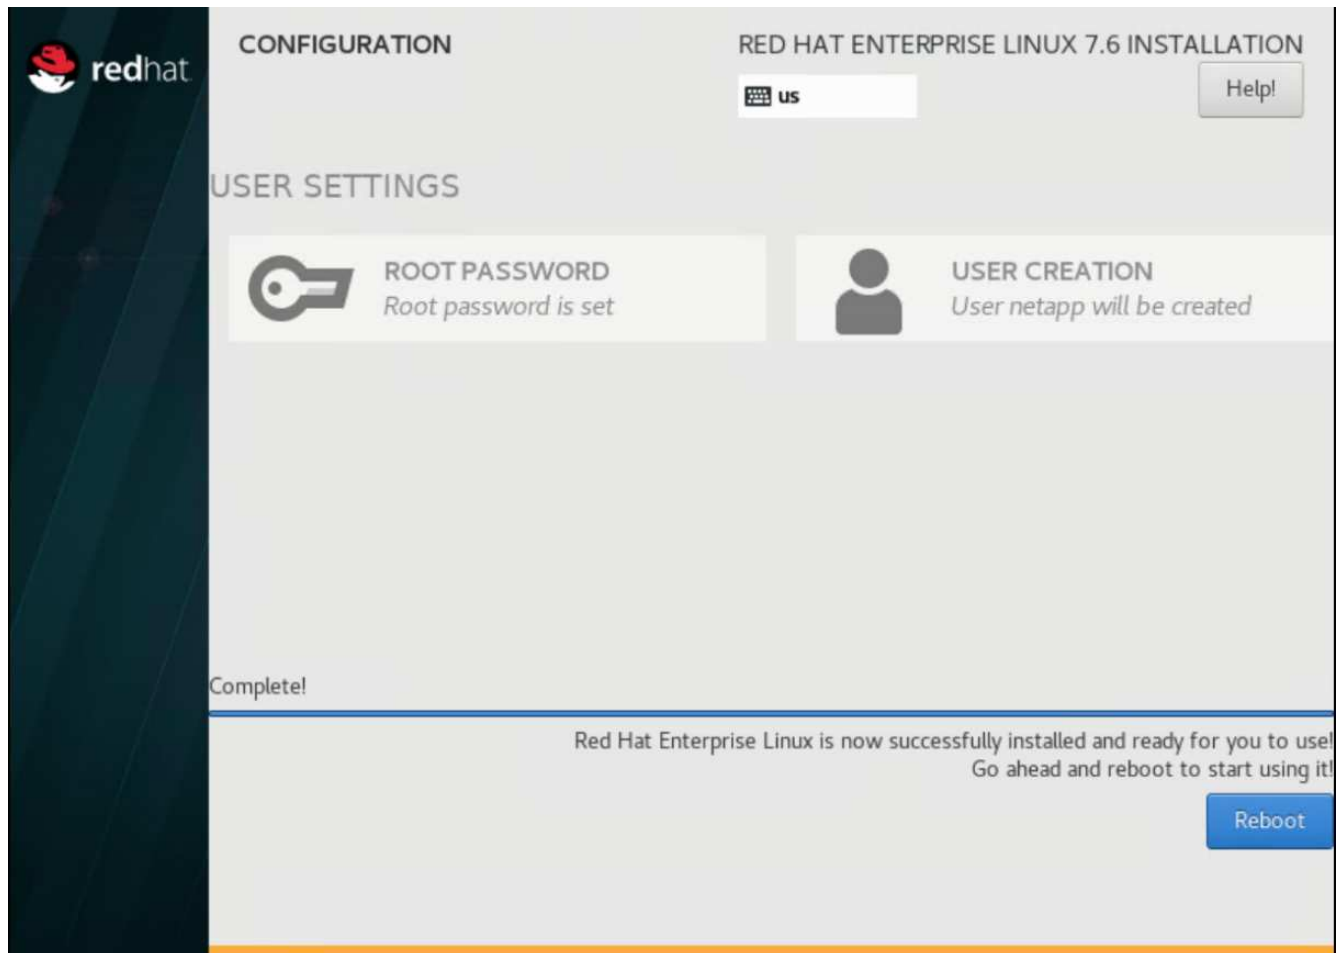 redhat
CONFIGURATION
RED HAT ENTERPRISE LINUX 7.6 INSTALLATION
us
Help!
USER SETTINGS
ROOT PASSWORD
Root password is set
USER CREATION
User netapp will be created
Complete!
Red Hat Enterprise Linux is now successfully installed and ready for you to use!
Go ahead and reboot to start using it!
Reboot